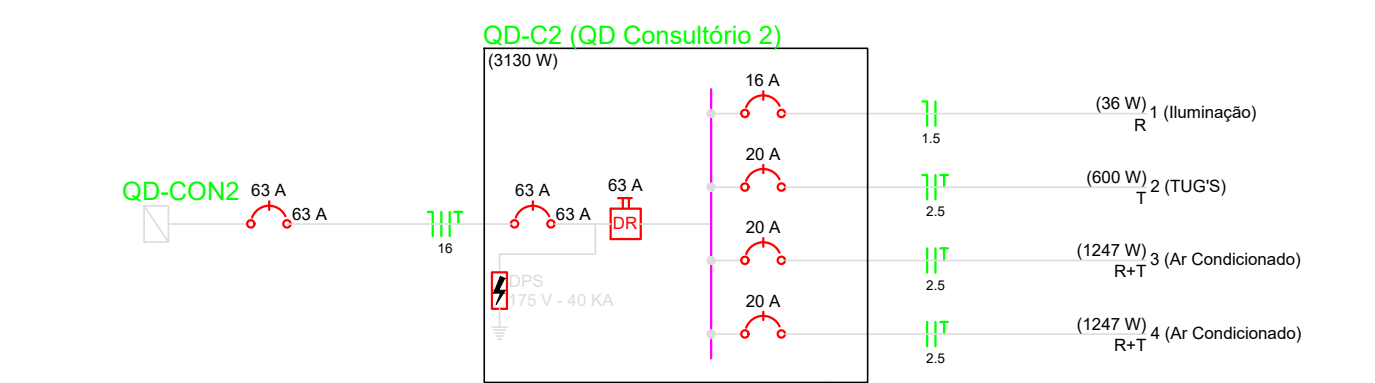 QD-C2 (QD Consultório 2)
(3130 W)
QD-CON2
63 A
63 A
T
16
63 A
63 A
63 A
DR
DPS
175 V - 40 KA
16 A
1.5
(36 W)
R
1 (Iluminação)
20 A
T
2.5
(600 W)
T
2 (TUG'S)
20 A
T
2.5
(1247 W)
R+T
3 (Ar Condicionado)
20 A
T
2.5
(1247 W)
R+T
4 (Ar Condicionado)